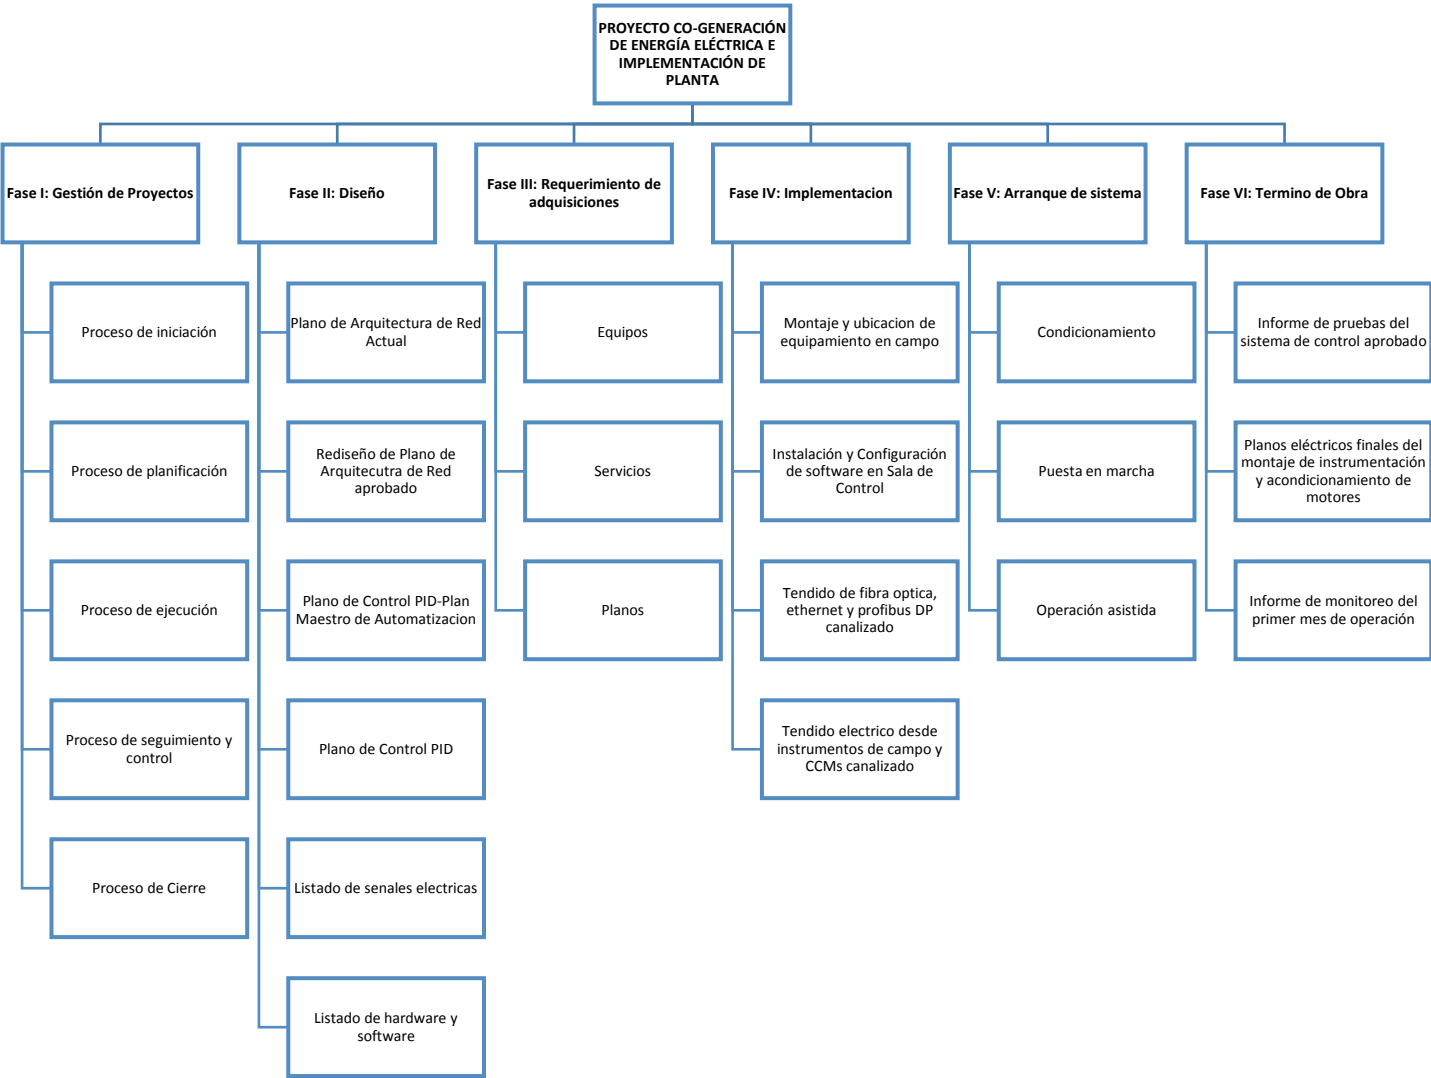 PROYECTO CO-GENERACIÓN
DE ENERGÍA ELÉCTRICA E
IMPLEMENTACIÓN DE
PLANTA
Fase I: Gestión de Proyectos
Fase II: Diseño
Fase III: Requerimiento de
adquisiciones
Fase IV: Implementacion
Fase V: Arranque de sistema
Fase VI: Termino de Obra
Proceso de iniciación
Proceso de planificación
Proceso de ejecución
Proceso de seguimiento y
control
Proceso de Cierre
Plano de Arquitectura de Red
Actual
Rediseño de Plano de
Arquitecutra de Red
aprobado
Plano de Control PID-Plan
Maestro de Automatizacion
Plano de Control PID
Listado de senales electricas
Listado de hardware y
software
Equipos
Servicios
Planos
Montaje y ubicacion de
equipamiento en campo
Instalación y Configuración
de software en Sala de
Control
Tendido de fibra optica,
ethernet y profibus DP
canalizado
Tendido electrico desde
instrumentos de campo y
CCMs canalizado
Condicionamiento
Puesta en marcha
Operación asistida
Informe de pruebas del
sistema de control aprobado
Planos eléctricos finales del
montaje de instrumentación
y acondicionamiento de
motores
Informe de monitoreo del
primer mes de operación